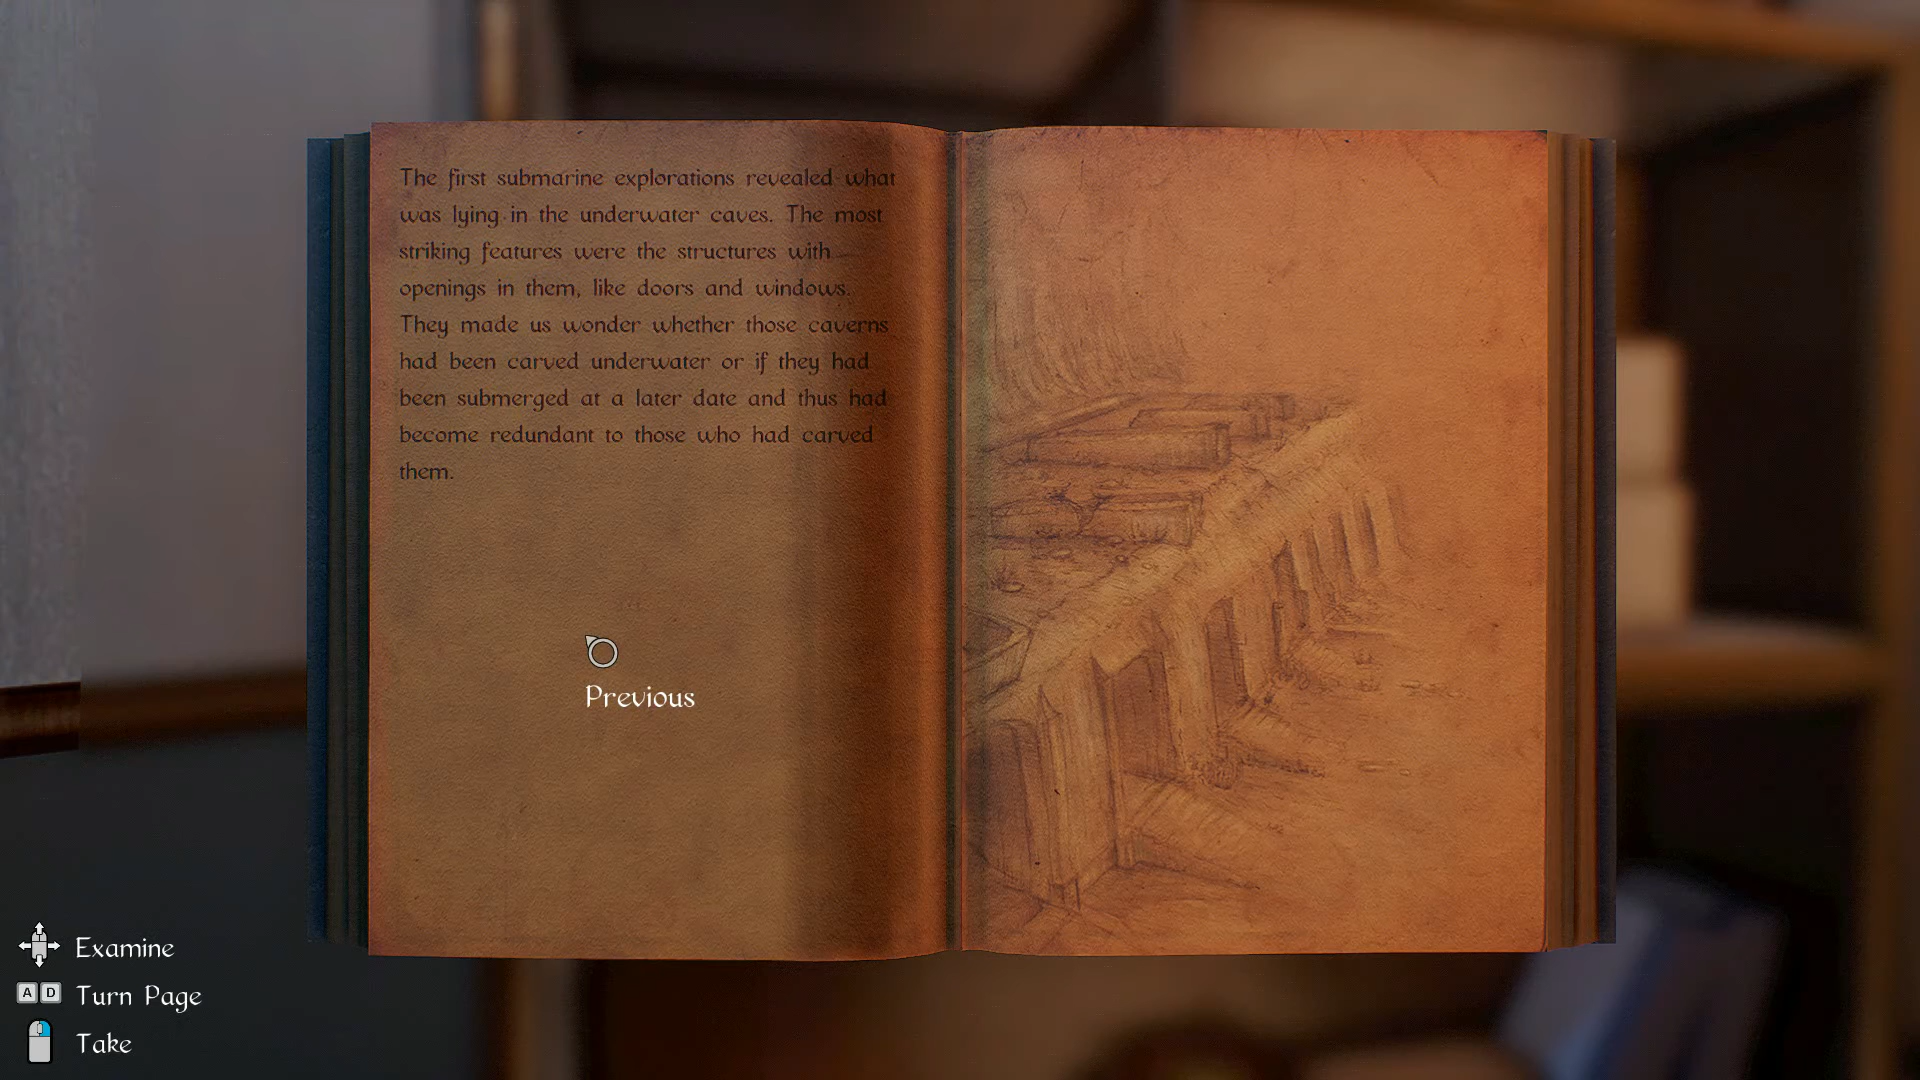 The first submarine explorations revealed what
was lying in the underwater caves. The most
striking features were the structures with
openings in them, like doors and windows.
They made us wonder whether those caverns
had been carved underwater or if they had
been submerged at a later date and thus had
become redundant to those who had carved
them.
Previous
Examine
A D Turn Page
Take